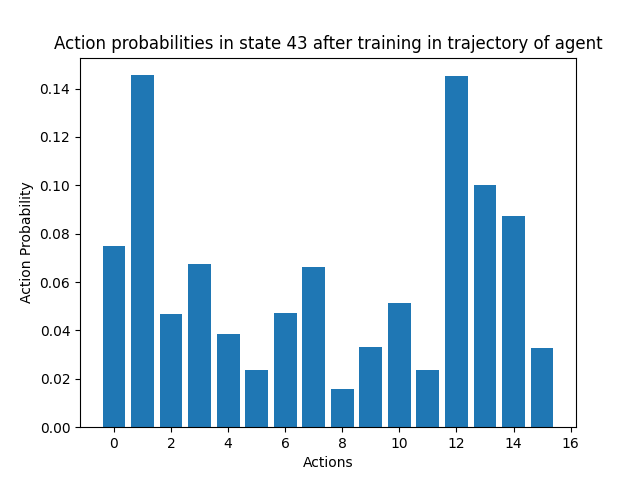 Action probabilities in state 43 after training in trajectory of agent
Action Probability
0.14
0.12
0.10
0.08
0.06
0.04
0.02
0.00
0 2 4 6 8 10 12 14 16
Actions